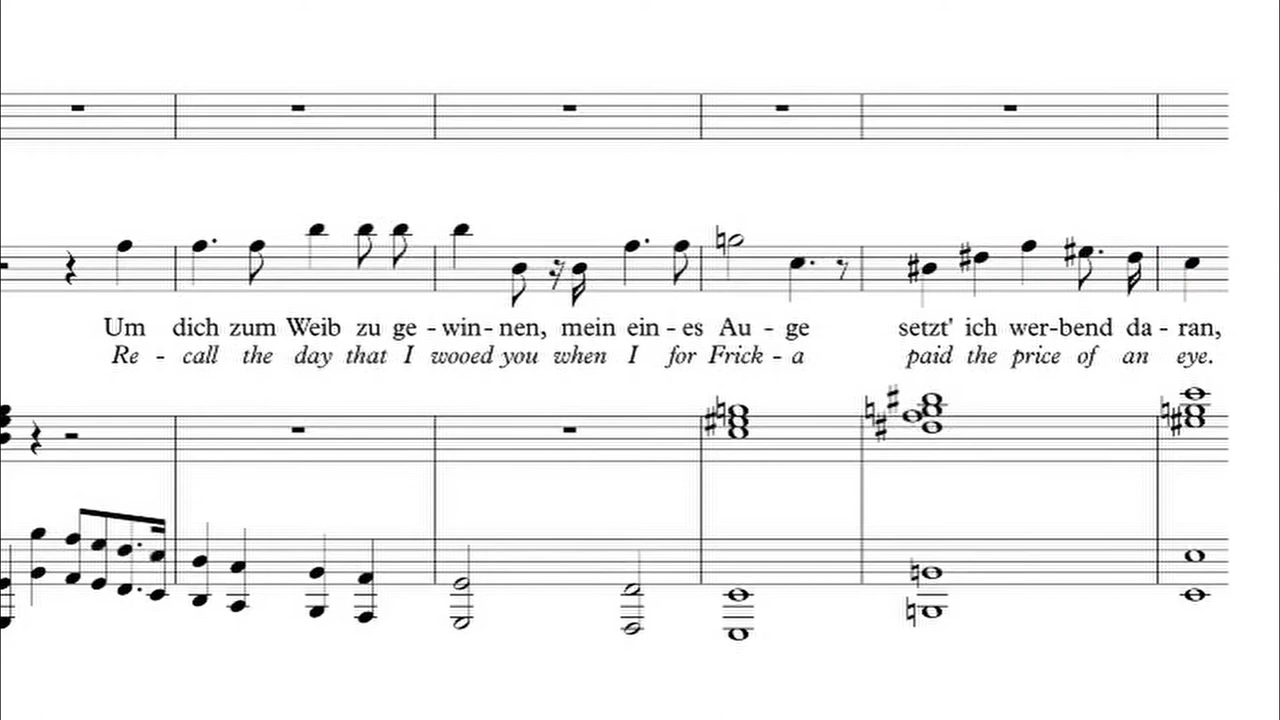 Um dich zum Weib zu ge - win - nen, mein ein - es Au - ge setzt' ich wer-bend da - ran,
Re - call the day that I wooed you when I for Frick - a paid the price of an eye.